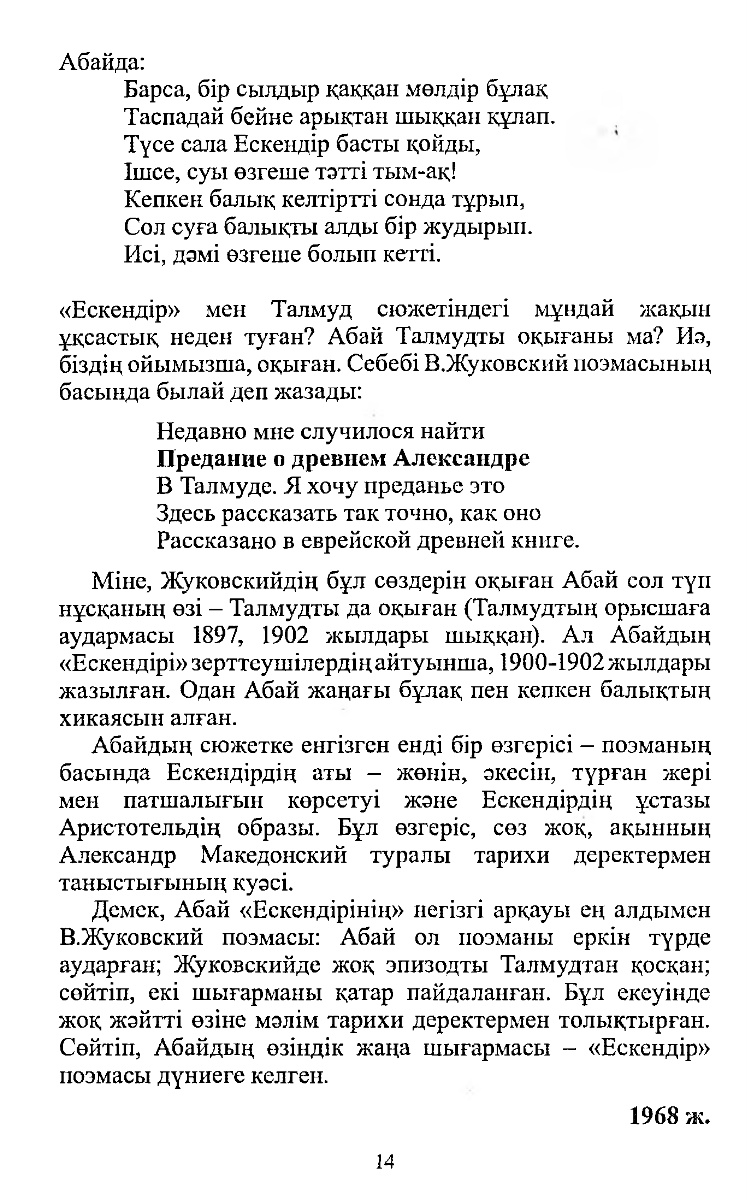 Абайда:
Барса, бір сылдыр қаққан мөлдір бұлақ
Таспадай бейне арықтан шыққан құлап.
Түсе сала Ескендір басты қойды,
Ішсе, суы өзгеше тәтті тым-ақ!
Кепкен балық келтіртті сонда тұрып,
Сол суға балықты алды бір жудырып.
Исі, дәмі өзгеше болып кетті.
«Ескендір» мен Талмуд сюжетіндегі мұндай жақын
ұқсастық неден туған? Абай Талмудты оқығаны ма? Иә,
біздің ойымызша, оқыған. Себебі В.Жуковский поэмасының
басында былай деп жазады:
Недавно мне случилося найти
Предание о древнем Александре
В Талмуде. Я хочу преданье это
Здесь рассказать так точно, как оно
Рассказано в еврейской древней книге.
Міне, Жуковскийдің бұл сөздерін оқыған Абай сол түп
нұсқаның өзі – Талмудты да оқыған (Талмудтың орысшаға
аудармасы 1897, 1902 жылдары шыққан). Ал Абайдың
«Ескендірі» зерттеушілердің айтуынша, 1900-1902 жылдары
жазылған. Одан Абай жаңағы бұлақ пен кепкен балықтың
хикаясын алған.
Абайдың сюжетке енгізген енді бір өзгерісі – поэманың
басында Ескендірдің аты – жөнін, әкесін, түрған жері
мен патшалығын көрсетуі және Ескендірдің ұстазы
Аристотельдің образы. Бұл өзгеріс, сөз жоқ, ақынның
Александр Македонский туралы тарихи деректермен
таныстығының куәсі.
Демек, Абай «Ескендірінің» негізгі арқауы ең алдымен
В.Жуковский поэмасы: Абай ол поэманы еркін түрде
аударған; Жуковскийде жоқ эпизодты Талмудтан қосқан;
сөйтіп, екі шығарманы қатар пайдаланған. Бұл екеуінде
жоқ жәйтті өзіне мәлім тарихи деректермен толықтырған.
Сөйтіп, Абайдың өзіндік жаңа шығармасы – «Ескендір»
поэмасы дүниеге келген.
1968 ж.
14